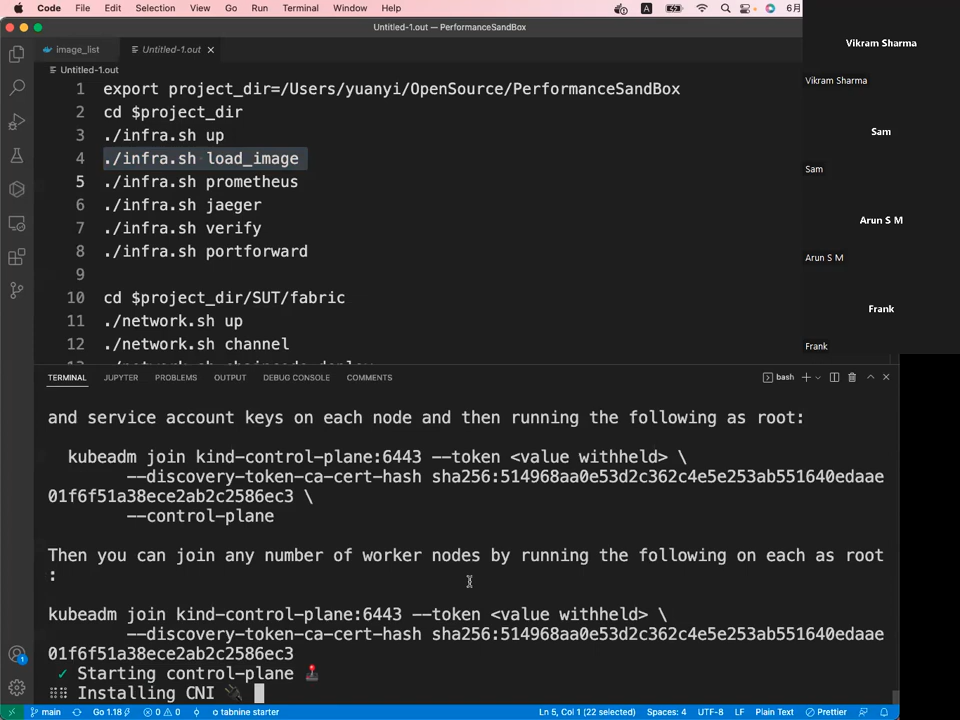 Code File Edit Selection View Go Run Terminal Window Help A 6月
Untitled-1.out — PerformanceSandBox
image_list Untitled-1.out
Untitled-1.out
1 export project_dir=/Users/yuanyi/OpenSource/PerformanceSandBox
2 cd $project_dir
3 ./infra.sh up
4 ./infra.sh load_image
5 ./infra.sh prometheus
6 ./infra.sh jaeger
7 ./infra.sh verify
8 ./infra.sh portforward
9
10 cd $project_dir/SUT/fabric
11 ./network.sh up
12 ./network.sh channel
TERMINAL JUPYTER PROBLEMS OUTPUT DEBUG CONSOLE COMMENTS bash
and service account keys on each node and then running the following as root:
kubeadm join kind-control-plane:6443 --token <value withheld> \
--discovery-token-ca-cert-hash sha256:514968aa0e53d2c362c4e5e253ab551640edaae
01f6f51a38ece2ab2c2586ec3 \
--control-plane
Then you can join any number of worker nodes by running the following on each as root
:
kubeadm join kind-control-plane:6443 --token <value withheld> \
--discovery-token-ca-cert-hash sha256:514968aa0e53d2c362c4e5e253ab551640edaae
01f6f51a38ece2ab2c2586ec3
✓ Starting control-plane 🕹️
Installing CNI 🔌
1
main Go 1.18 0 0 0 tabnine starter Ln 5, Col 1 (22 selected) Spaces: 4 UTF-8 LF Plain Text Prettier
Vikram Sharma
Vikram Sharma
Sam
Sam
Arun S M
Arun S M
Frank
Frank